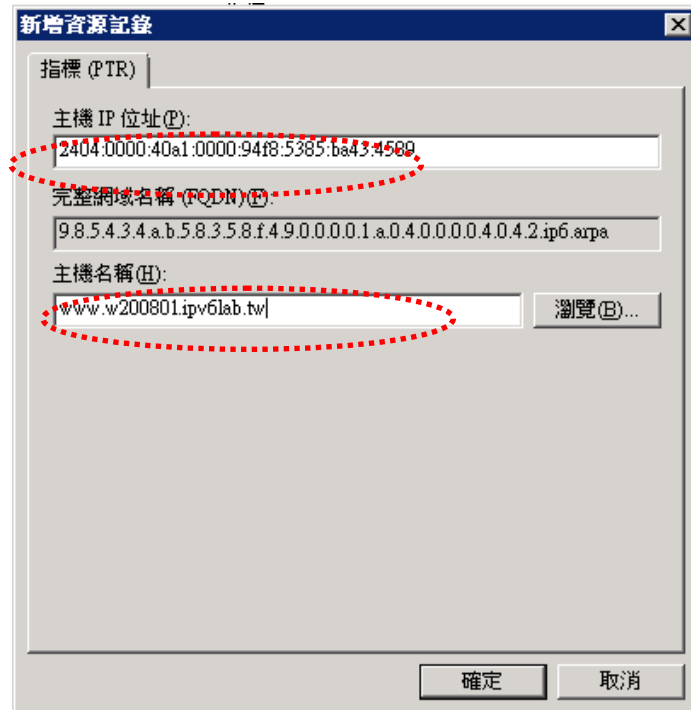 新增資源記錄
指標 (PTR)
主機 IP 位址(P):
2404:0000:40a1:0000:94f8:5385:ba43:4589
完整網域名稱 (FQDN)(F):
9.8.5.4.3.4.a.b.5.8.3.5.8.f.4.9.0.0.0.0.1.a.0.4.0.0.0.0.4.0.4.2.ip6.arpa
主機名稱(H):
www.w200801.ipv6lab.tw
瀏覽(B)...
確定
取消